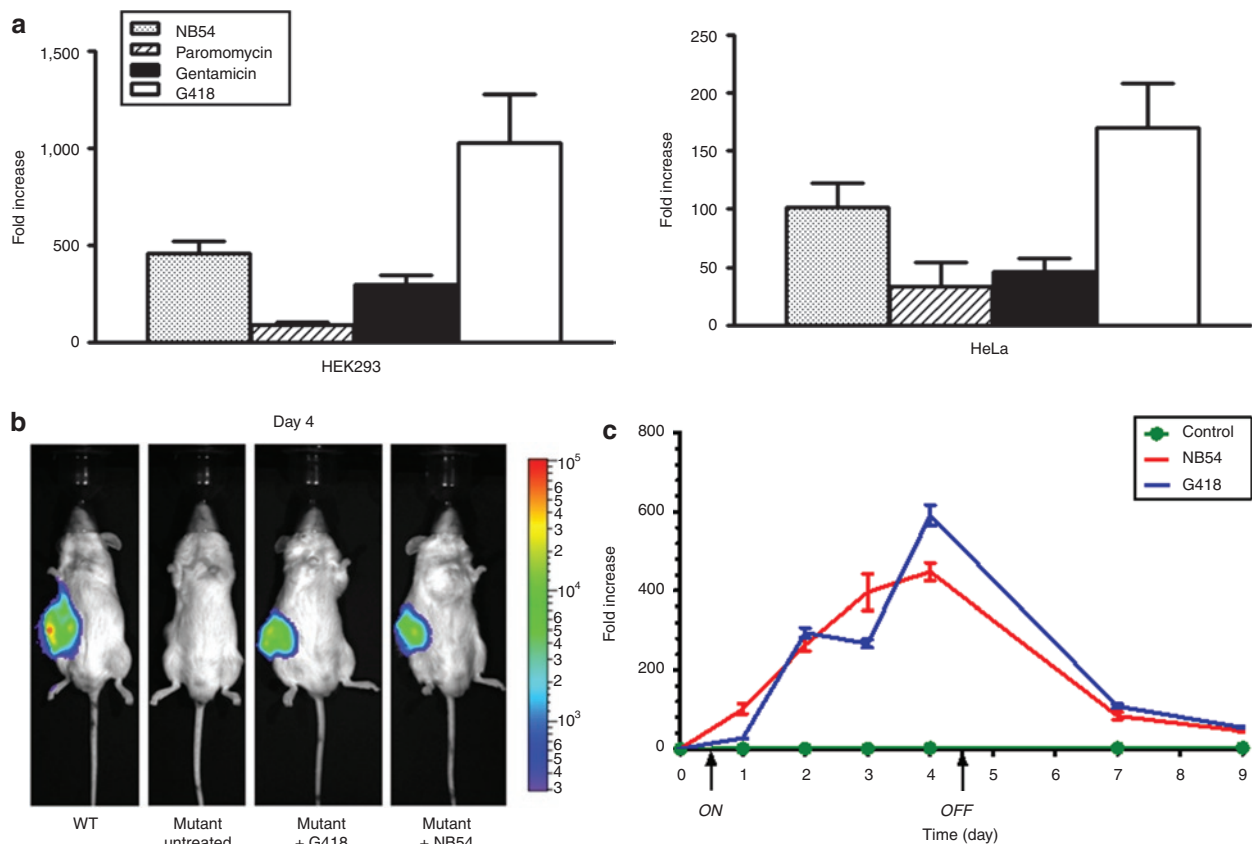 a
NB54
Paromomycin
Gentamicin
G418
1,500
1,000
500
0
Fold increase
HEK293
250
200
150
100
50
0
Fold increase
HeLa
b
Day 4
10⁵
6
5
4
3
2
10⁴
6
5
4
3
2
10³
6
5
4
3
WT
Mutant
untreated
Mutant
+ G418
Mutant
+ NB54
c
Control
NB54
G418
800
600
400
200
0
Fold increase
0 1 2 3 4 5 6 7 8 9
ON OFF
Time (day)